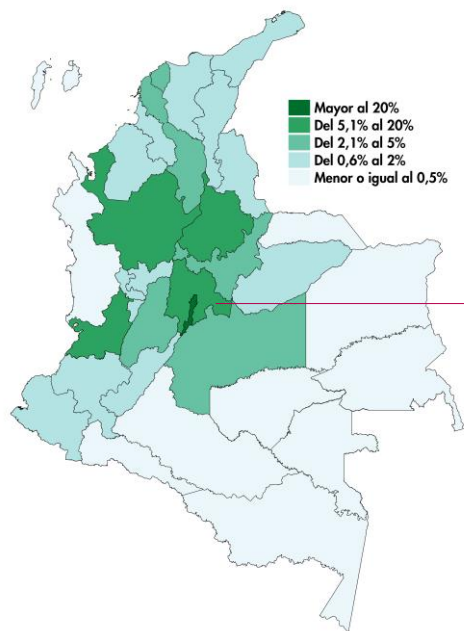 Mayor al 20%
Del 5,1% al 20%
Del 2,1% al 5%
Del 0,6% al 2%
Menor o igual al 0,5%